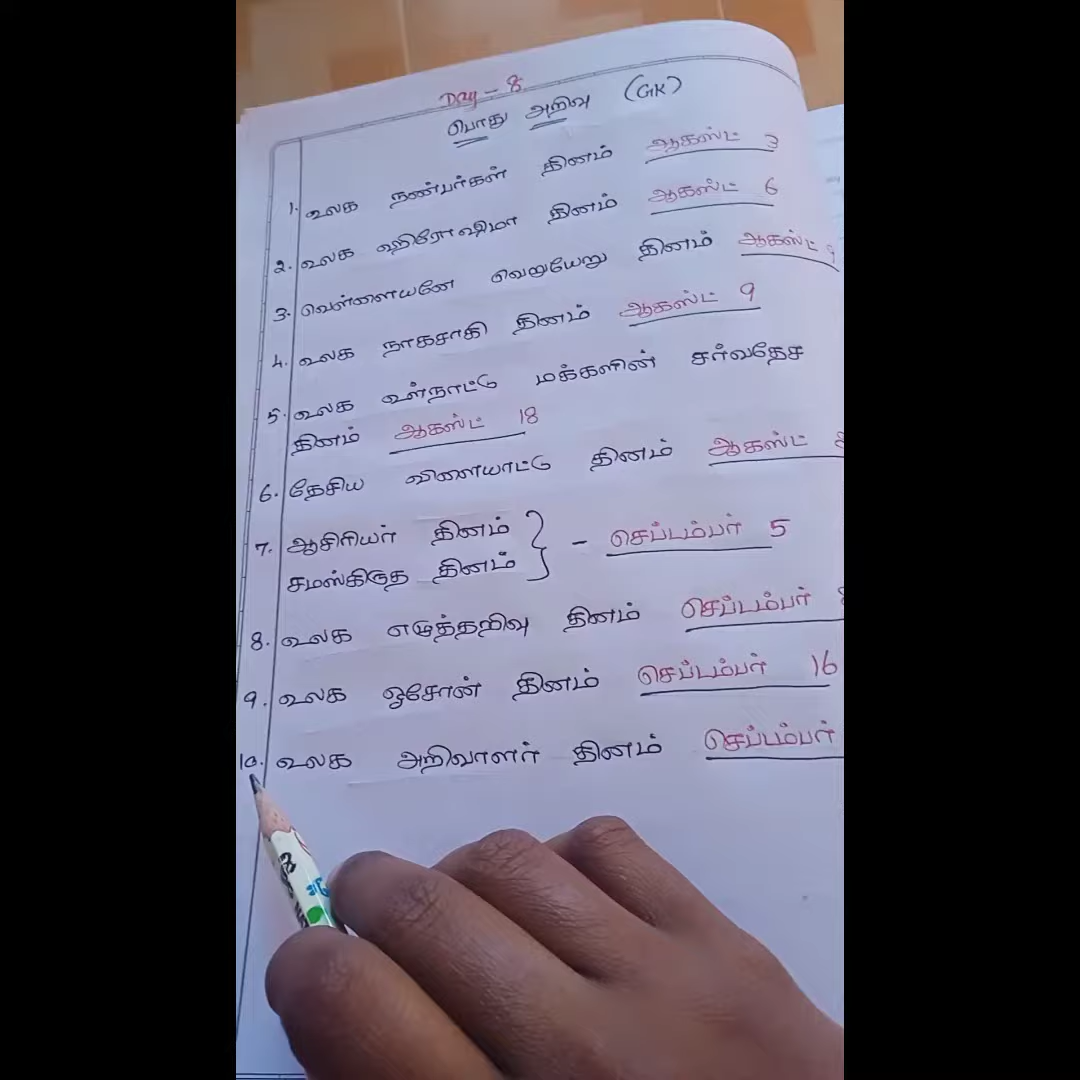 Day - 8
பொது அறிவு (GK)
1. உலக நண்பர்கள் தினம் ஆகஸ்ட் 3
2. உலக ஹிரோஷிமா தினம் ஆகஸ்ட் 6
3. வெள்ளையனே வெறுயேறு தினம் ஆகஸ்ட் 9
4. உலக நாகசாகி தினம் ஆகஸ்ட் 9
5. உலக உள்நாட்டு மக்களின் சர்வதேச
தினம் ஆகஸ்ட் 18
6. தேசிய விளையாட்டு தினம் ஆகஸ்ட்
7. ஆசிரியர் தினம்
சமஸ்கிருத தினம் } - செப்டம்பர் 5
8. உலக எழுத்தறிவு தினம் செப்டம்பர் 8
9. உலக ஓசோன் தினம் செப்டம்பர் 16
10. உலக அறிவாளர் தினம் செப்டம்பர்